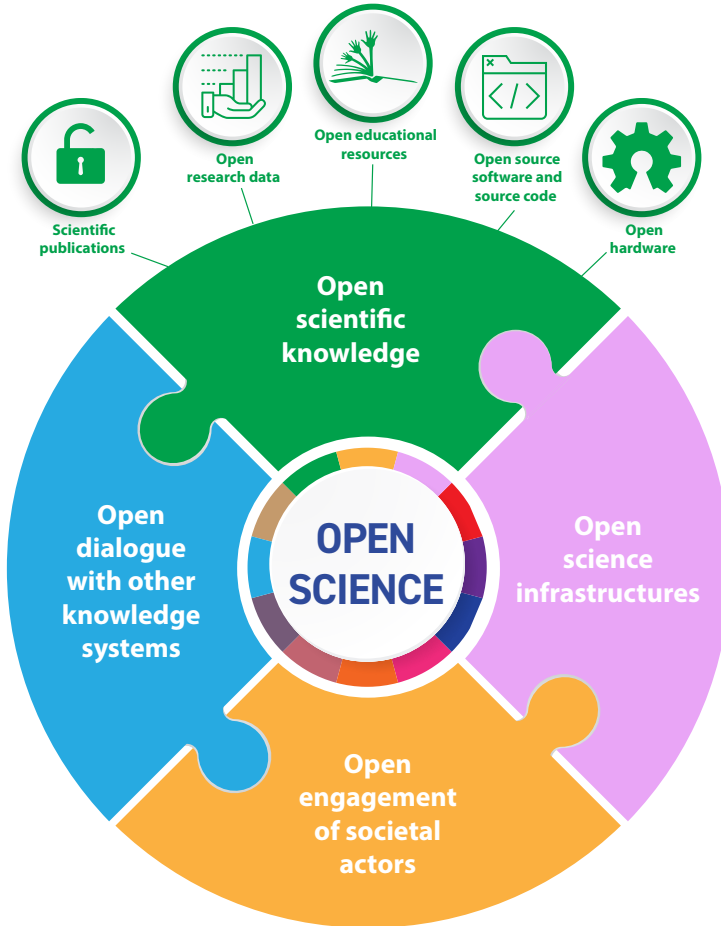 Scientific
publications
Open
research data
Open educational
resources
Open source
software and
source code
Open
hardware
Open
scientific
knowledge
Open
dialogue
with other
knowledge
systems
OPEN
SCIENCE
Open
science
infrastructures
Open
engagement
of societal
actors